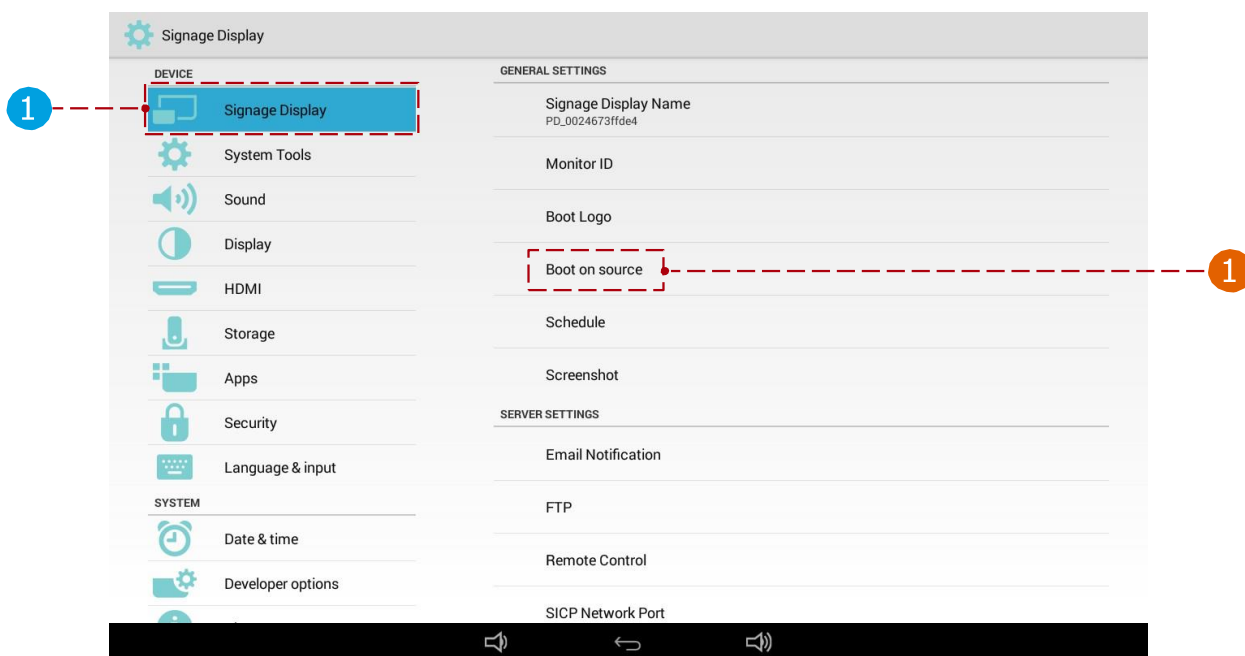 Signage Display
DEVICE
1
Signage Display
System Tools
Sound
Display
HDMI
Storage
Apps
Security
Language & input
SYSTEM
Date & time
Developer options
GENERAL SETTINGS
Signage Display Name
PD_0024673ffde4
Monitor ID
Boot Logo
Boot on source
1
Schedule
Screenshot
SERVER SETTINGS
Email Notification
FTP
Remote Control
SICP Network Port